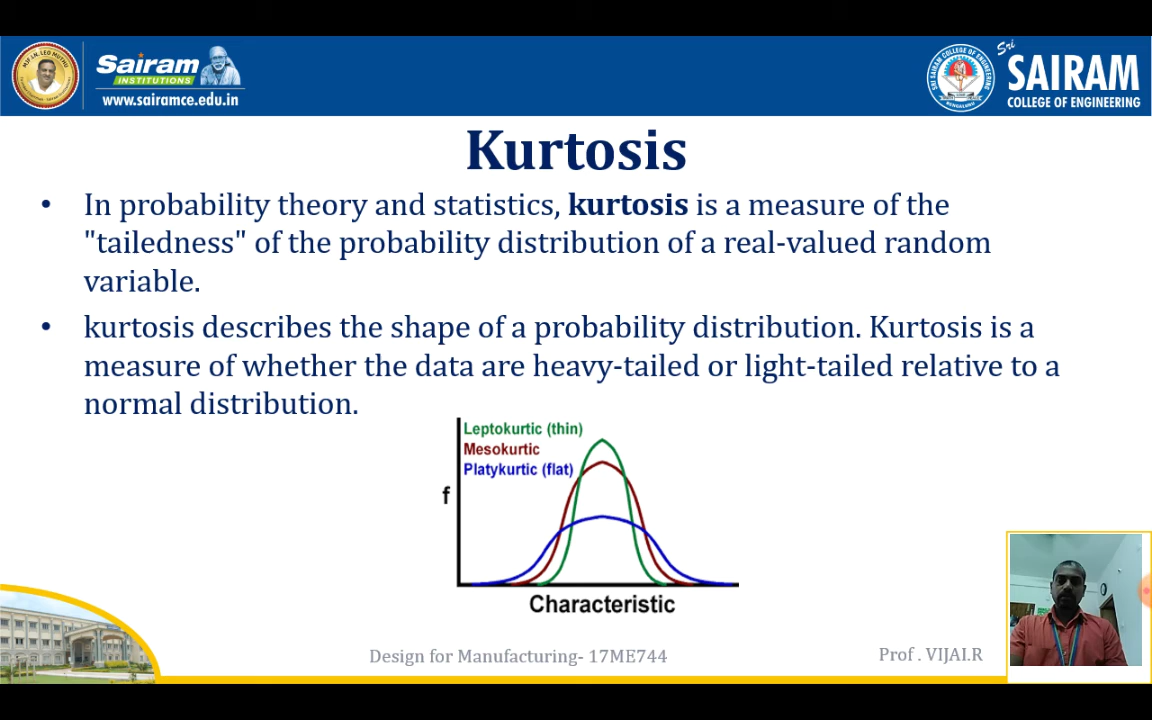 Sairam
INSTITUTIONS
www.sairamce.edu.in
Sri
SAIRAM
COLLEGE OF ENGINEERING
Kurtosis
• In probability theory and statistics, kurtosis is a measure of the
"tailedness" of the probability distribution of a real-valued random
variable.
• kurtosis describes the shape of a probability distribution. Kurtosis is a
measure of whether the data are heavy-tailed or light-tailed relative to a
normal distribution.
Leptokurtic (thin)
Mesokurtic
Platykurtic (flat)
f
Characteristic
Design for Manufacturing- 17ME744
Prof . VIJAI.R